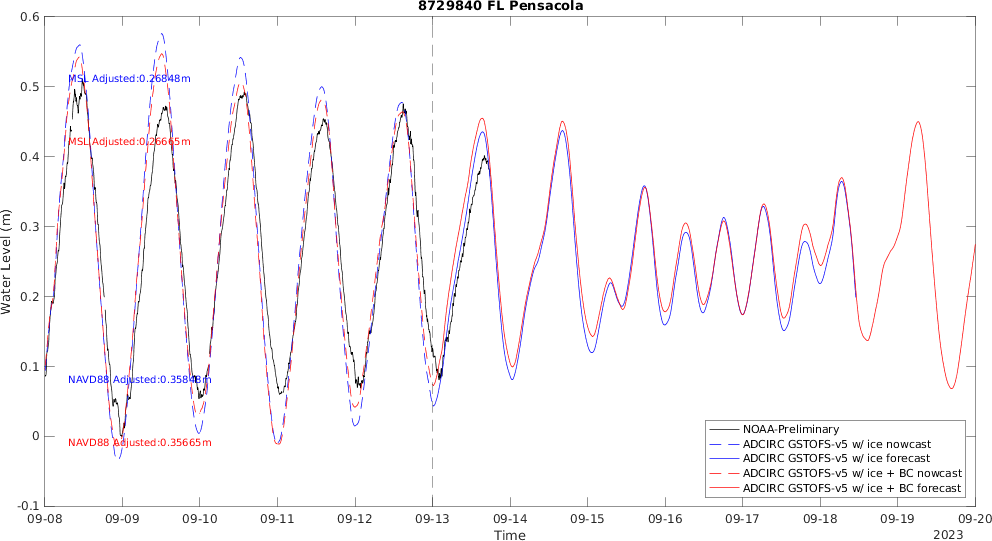 8729840 FL Pensacola
0.6
0.5
0.4
0.3
0.2
0.1
0
-0.1
Water Level (m)
MSL Adjusted:0.26848m
MSL Adjusted:0.26665m
NAVD88 Adjusted:0.35848m
NAVD88 Adjusted:0.35665m
NOAA-Preliminary
ADCIRC GSTOFS-v5 w/ ice nowcast
ADCIRC GSTOFS-v5 w/ ice forecast
ADCIRC GSTOFS-v5 w/ ice + BC nowcast
ADCIRC GSTOFS-v5 w/ ice + BC forecast
09-08 09-09 09-10 09-11 09-12 09-13 09-14 09-15 09-16 09-17 09-18 09-19 09-20
Time
2023